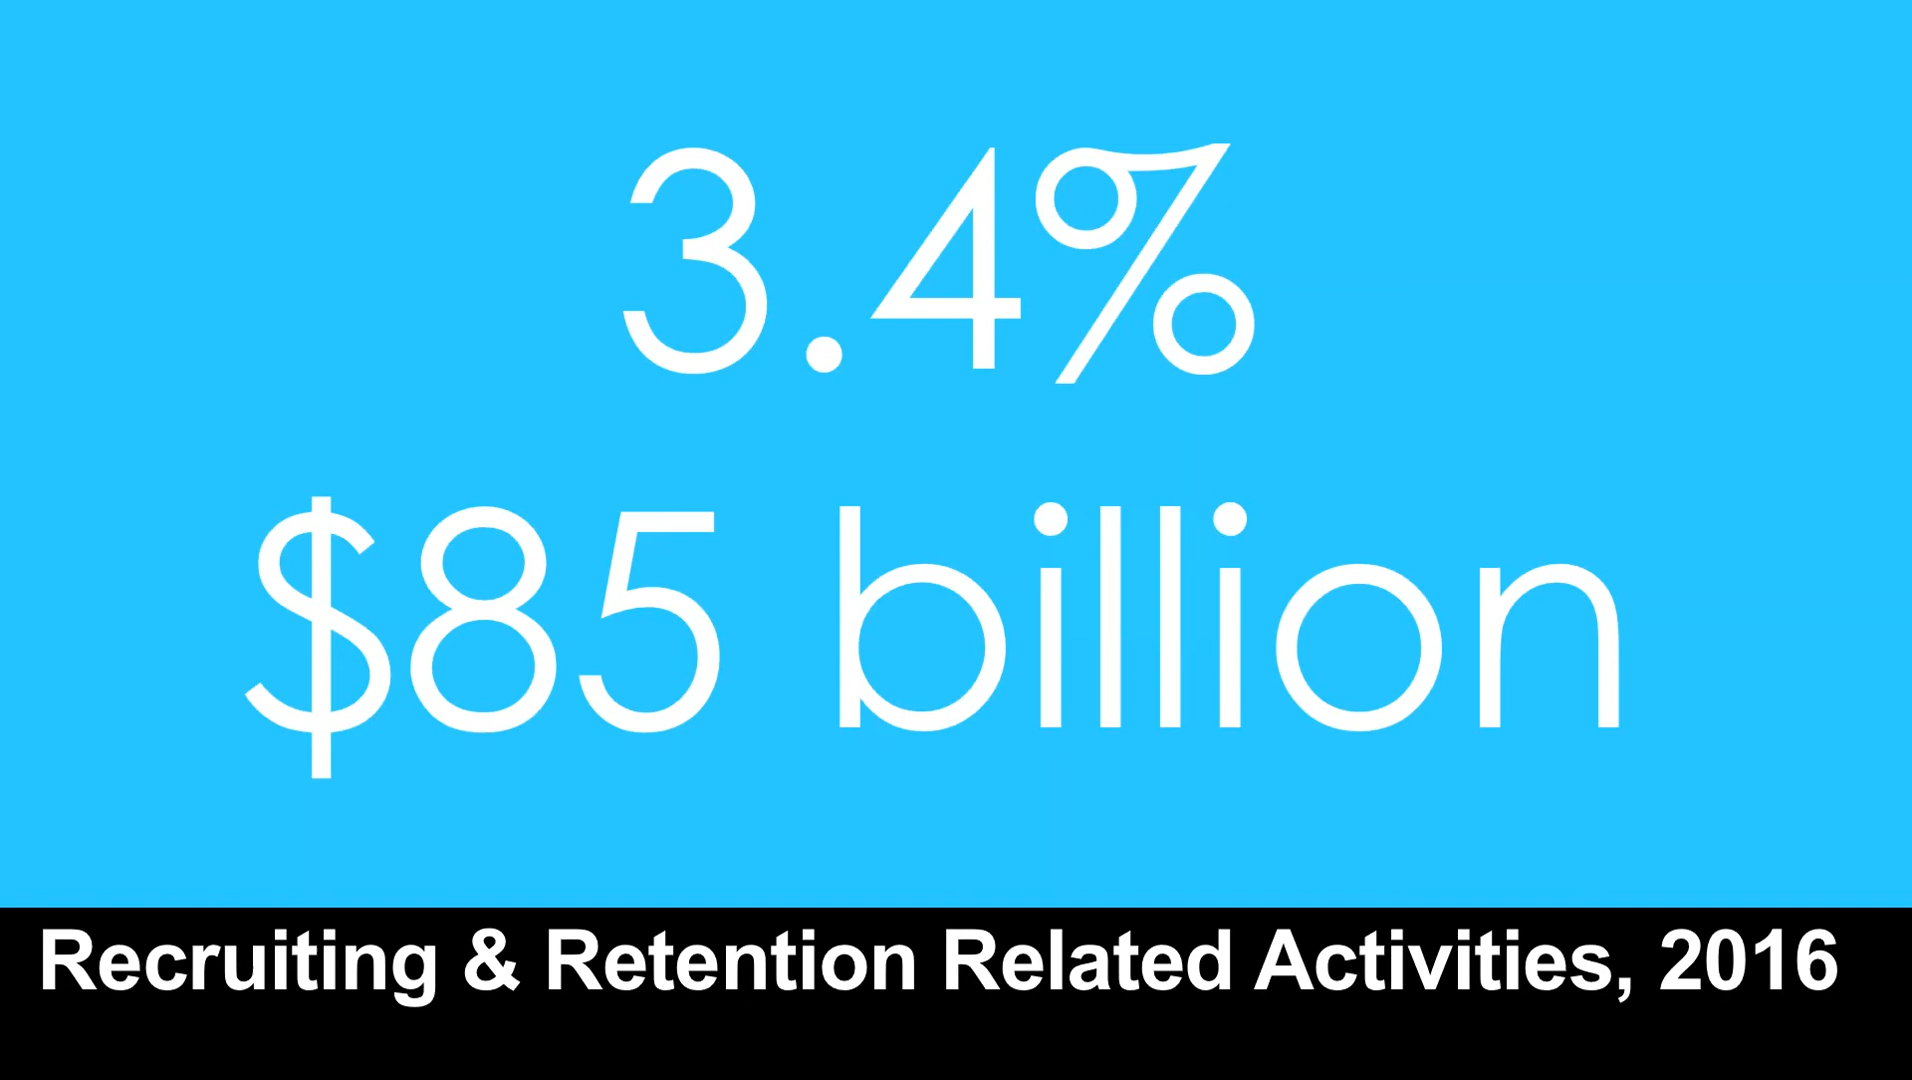 3.4%
$85 billion
Recruiting & Retention Related Activities, 2016